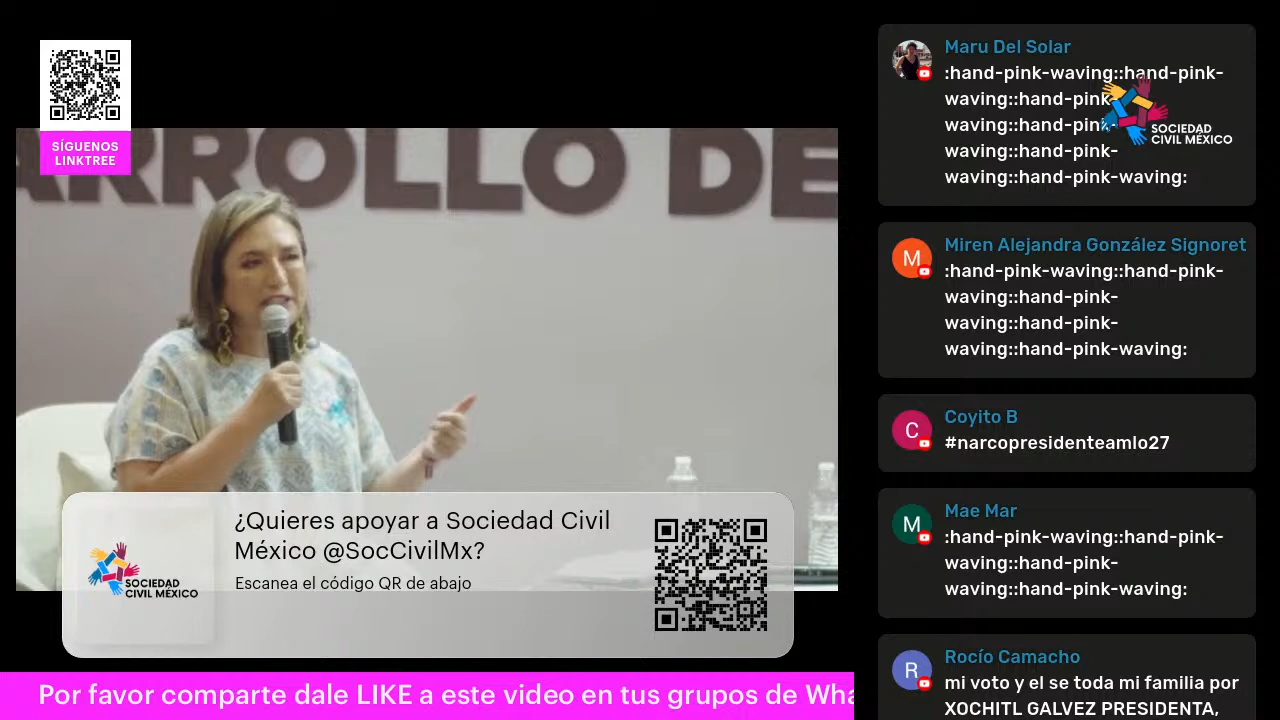 SÍGUENOS
LINKTREE
ARROLLO DE
¿Quieres apoyar a Sociedad Civil
México @SocCivilMx?
Escanea el código QR de abajo
SOCIEDAD
CIVIL MÉXICO
Por favor comparte dale LIKE a este video en tus grupos de Wha
Maru Del Solar
:hand-pink-waving::hand-pink-
waving::hand-pink-
waving::hand-pink-
waving::hand-pink-
waving::hand-pink-waving:
SOCIEDAD
CIVIL MÉXICO
M
Miren Alejandra González Signoret
:hand-pink-waving::hand-pink-
waving::hand-pink-
waving::hand-pink-
waving::hand-pink-waving:
C
Coyito B
#narcopresidenteamlo27
M
Mae Mar
:hand-pink-waving::hand-pink-
waving::hand-pink-
waving::hand-pink-waving:
R
Rocío Camacho
mi voto y el se toda mi familia por
XOCHITL GALVEZ PRESIDENTA,